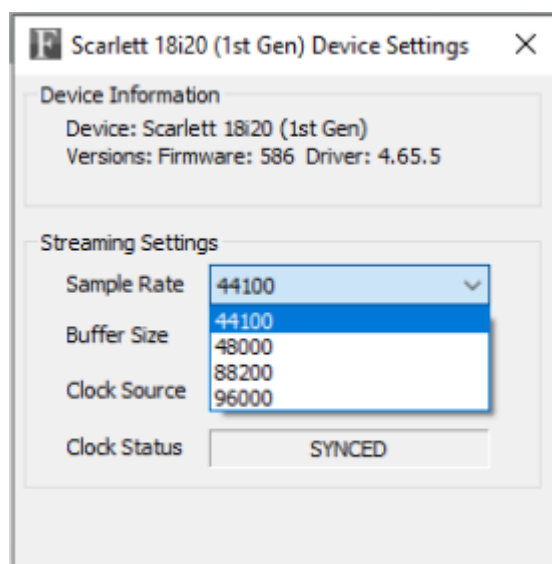 Scarlett 18i20 (1st Gen) Device Settings
Device Information
Device: Scarlett 18i20 (1st Gen)
Versions: Firmware: 586 Driver: 4.65.5
Streaming Settings
Sample Rate 44100
44100
Buffer Size
48000
88200
Clock Source
96000
Clock Status SYNCED